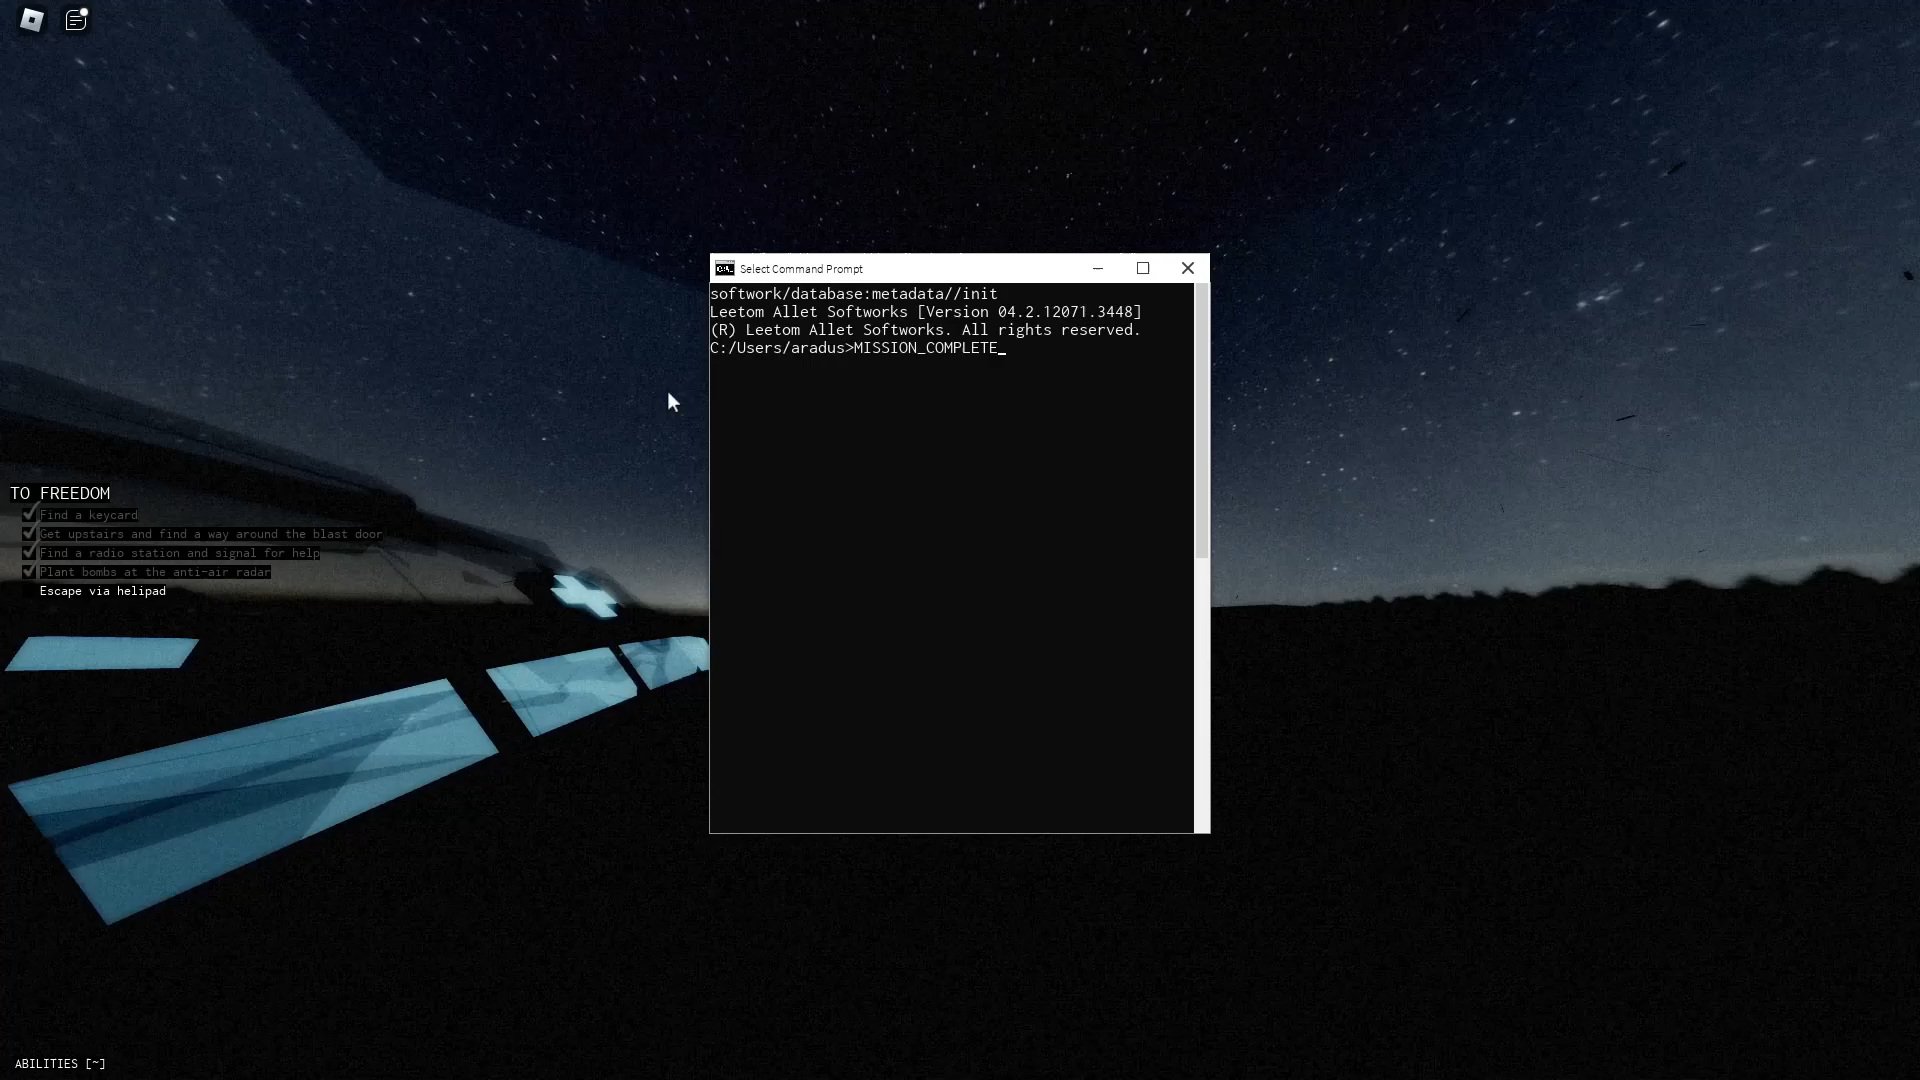 Select Command Prompt
softwork/database:metadata//init
Leetom Allet Softworks [Version 04.2.12071.3448]
(R) Leetom Allet Softworks. All rights reserved.
C:/Users/aradus>MISSION_COMPLETE_
TO FREEDOM
Find a keycard
Get upstairs and find a way around the blast door
Find a radio station and signal for help
Plant bombs at the anti-air radar
Escape via helipad
ABILITIES [~]